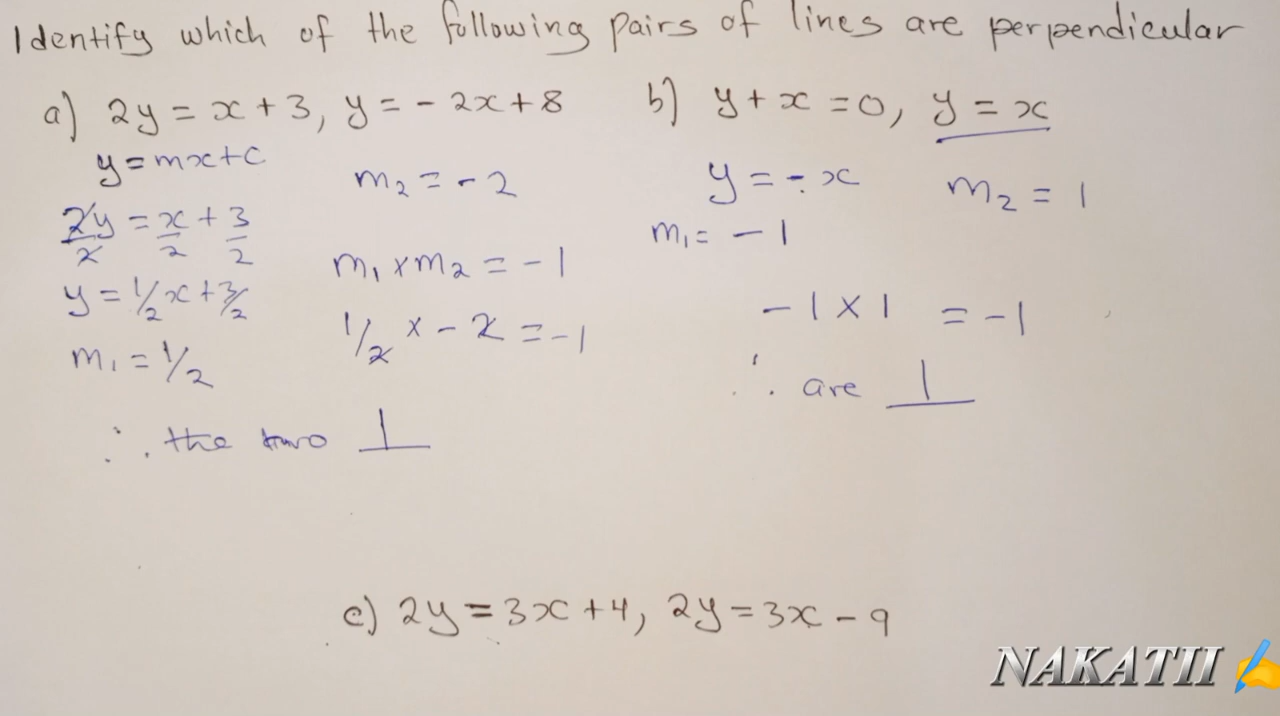 Identify which of the following pairs of lines are perpendicular
a) 2y = x + 3, y = - 2x + 8
y = mx + c
2y/2 = x/2 + 3/2
y = 1/2 x + 3/2
m₁ = 1/2
m₂ = - 2
m₁ × m₂ = - 1
1/2 × - 2 = - 1
∴ the two ⊥
b) y + x = 0, y = x
y = - x
m₁ = - 1
m₂ = 1
- 1 × 1 = - 1
∴ are ⊥
c) 2y = 3x + 4, 2y = 3x - 9
NAKATII